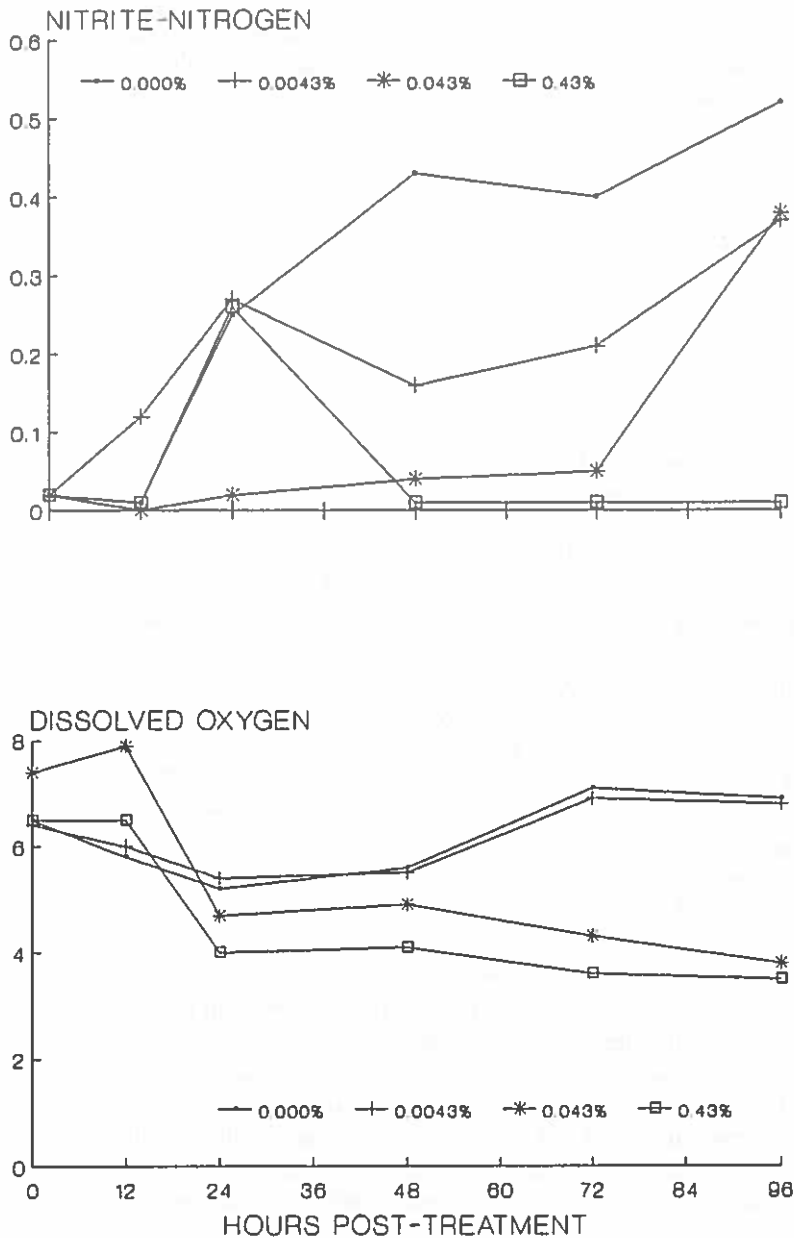 NITRITE-NITROGEN
0.6
0.000% 0.0043% 0.043% 0.43%
0.5
0.4
0.3
0.2
0.1
0
DISSOLVED OXYGEN
8
6
4
2
0.000% 0.0043% 0.043% 0.43%
0
0 12 24 36 48 60 72 84 96
HOURS POST-TREATMENT